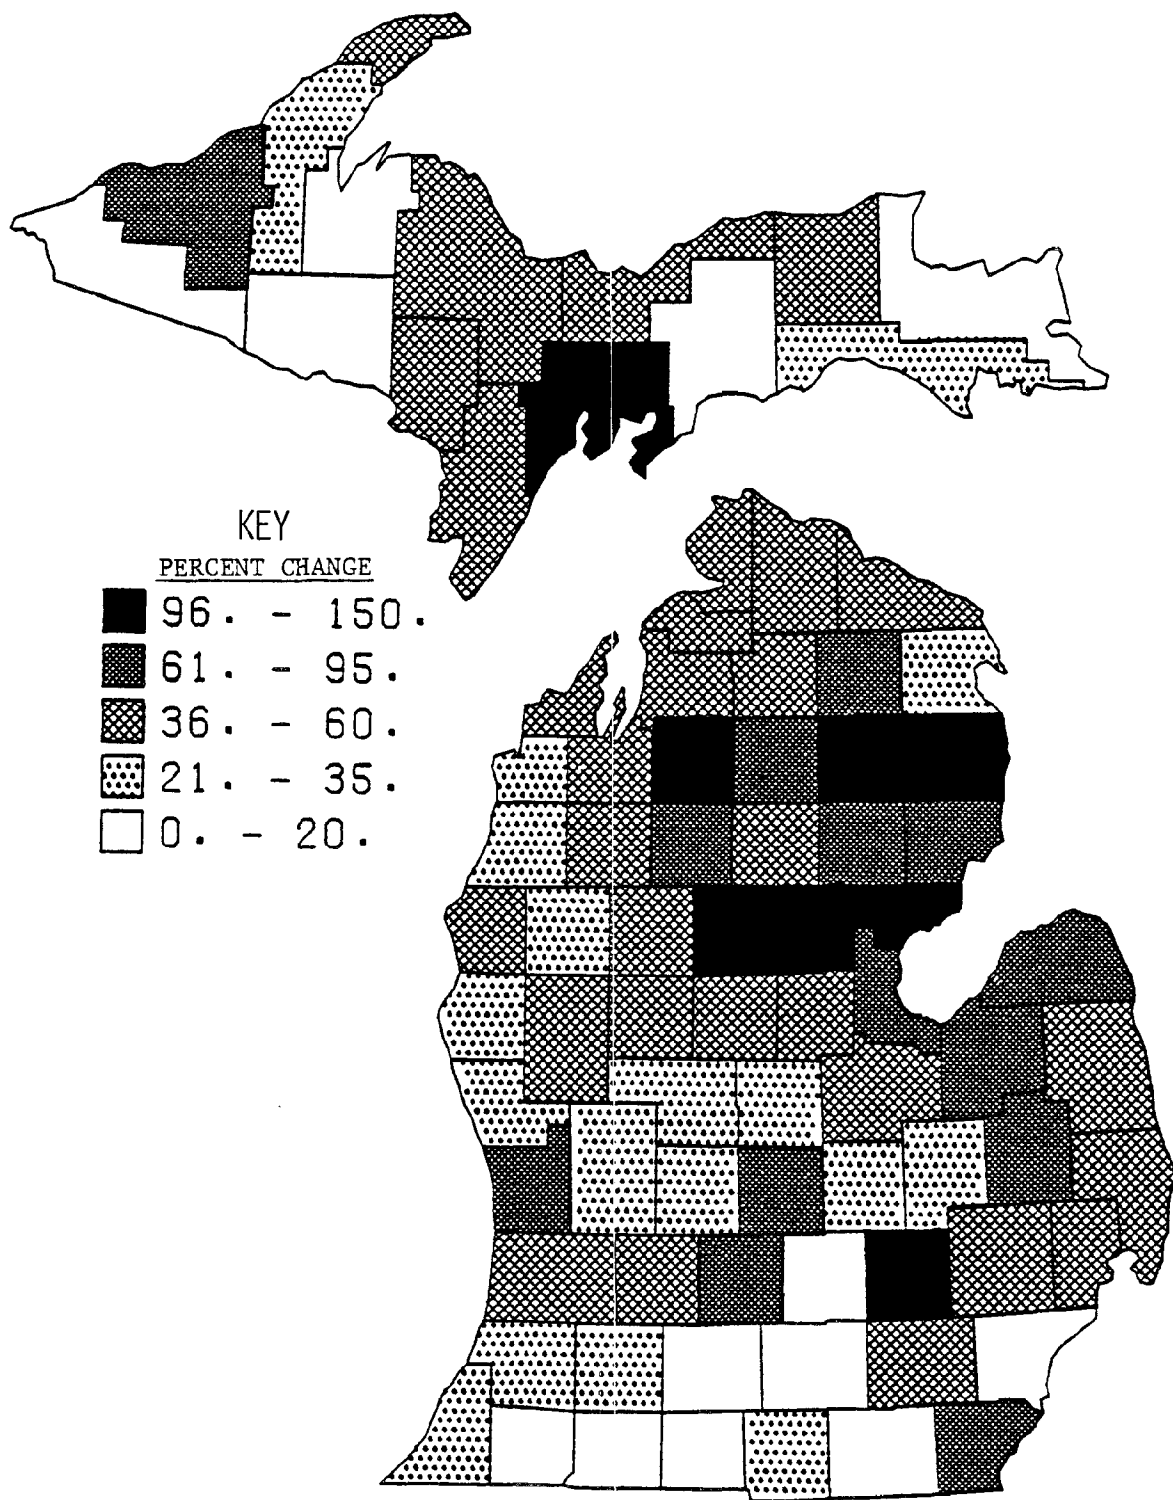 KEY
PERCENT CHANGE
96. - 150.
61. - 95.
36. - 60.
21. - 35.
0. - 20.